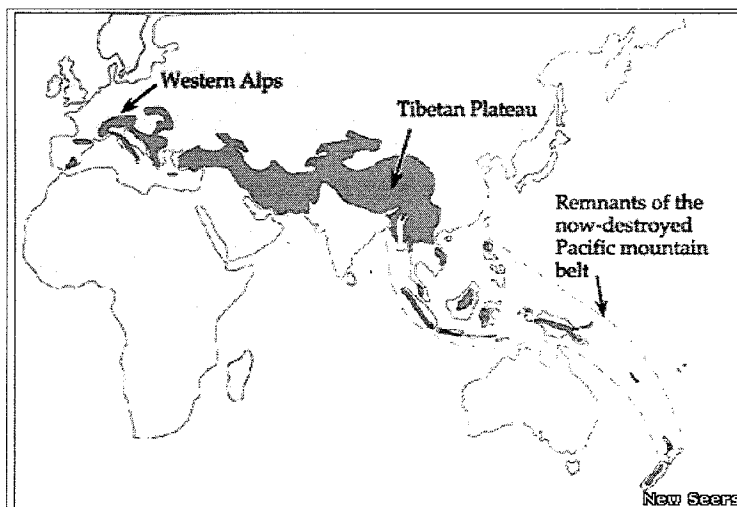 Western Alps
Tibetan Plateau
Remnants of the
now-destroyed
Pacific mountain
belt
New Seers